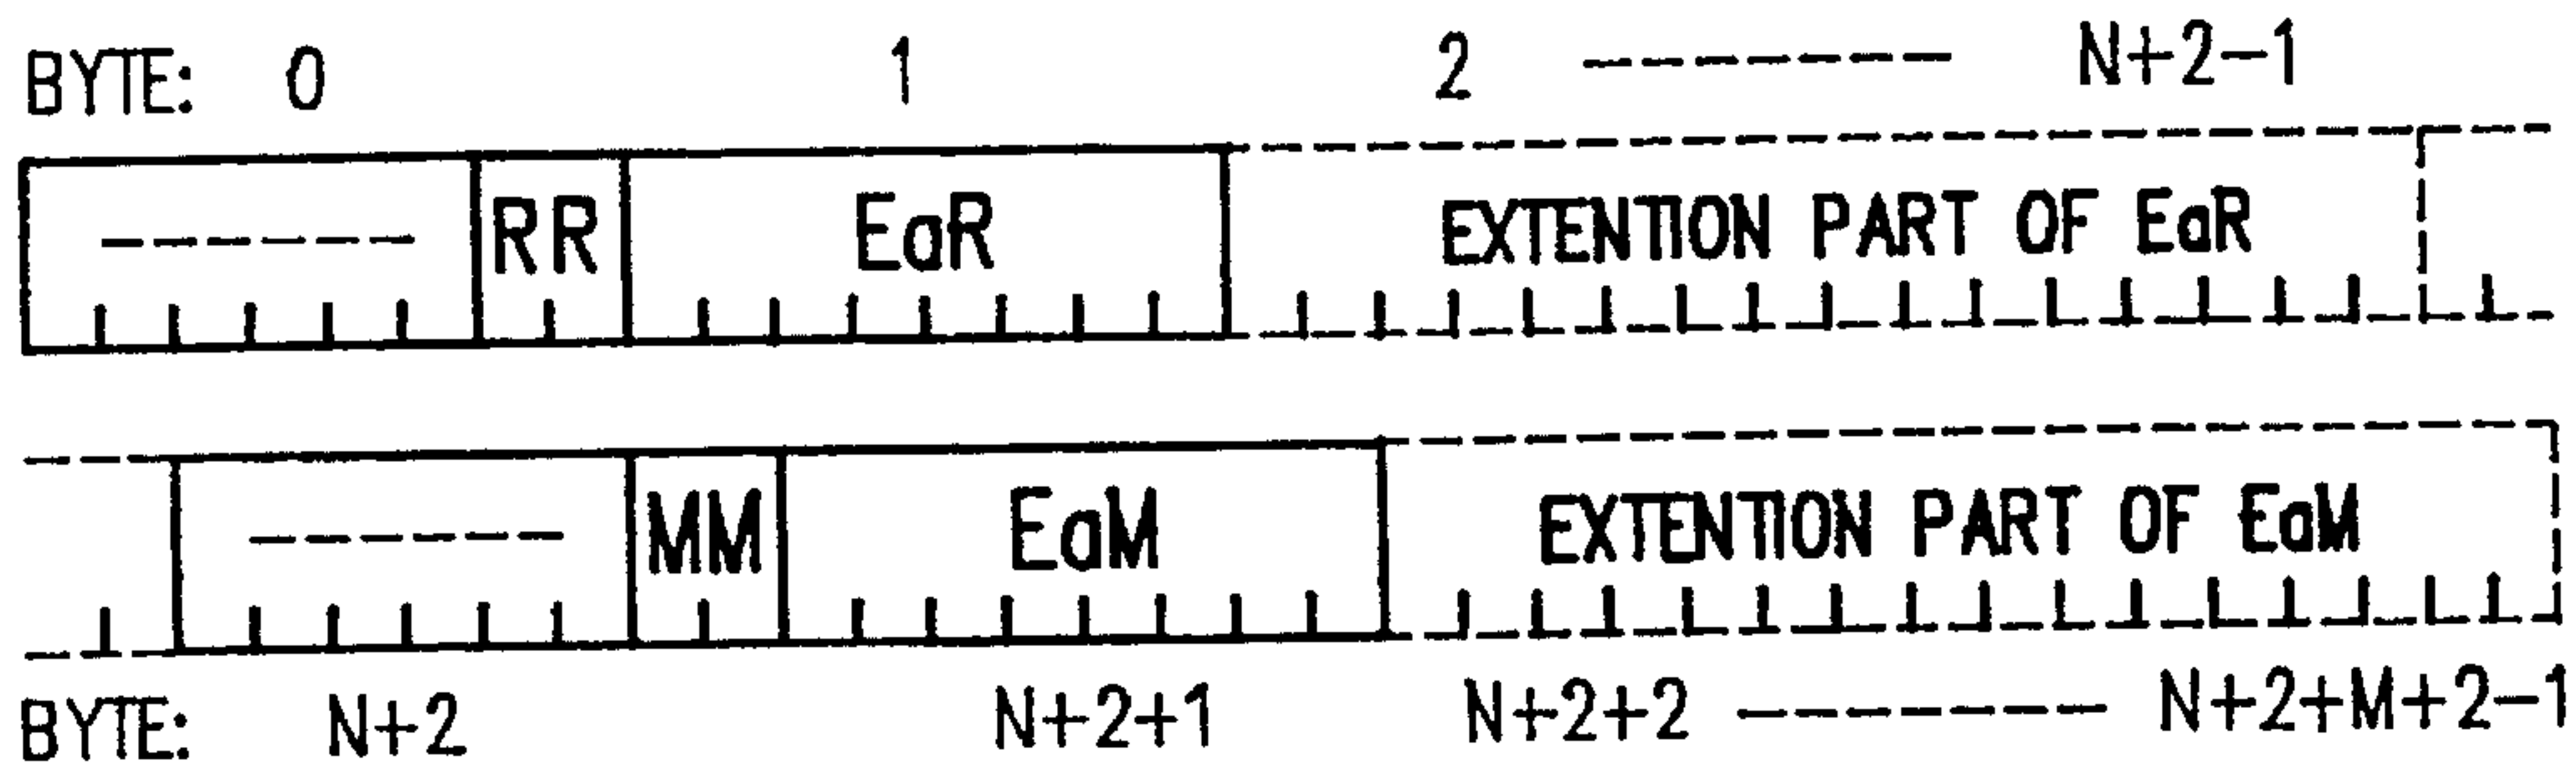 BYTE: 0 1 2 ------- N+2-1
------ RR EaR EXTENTION PART OF EaR
------ MM EaM EXTENTION PART OF EaM
BYTE: N+2 N+2+1 N+2+2 ------- N+2+M+2-1